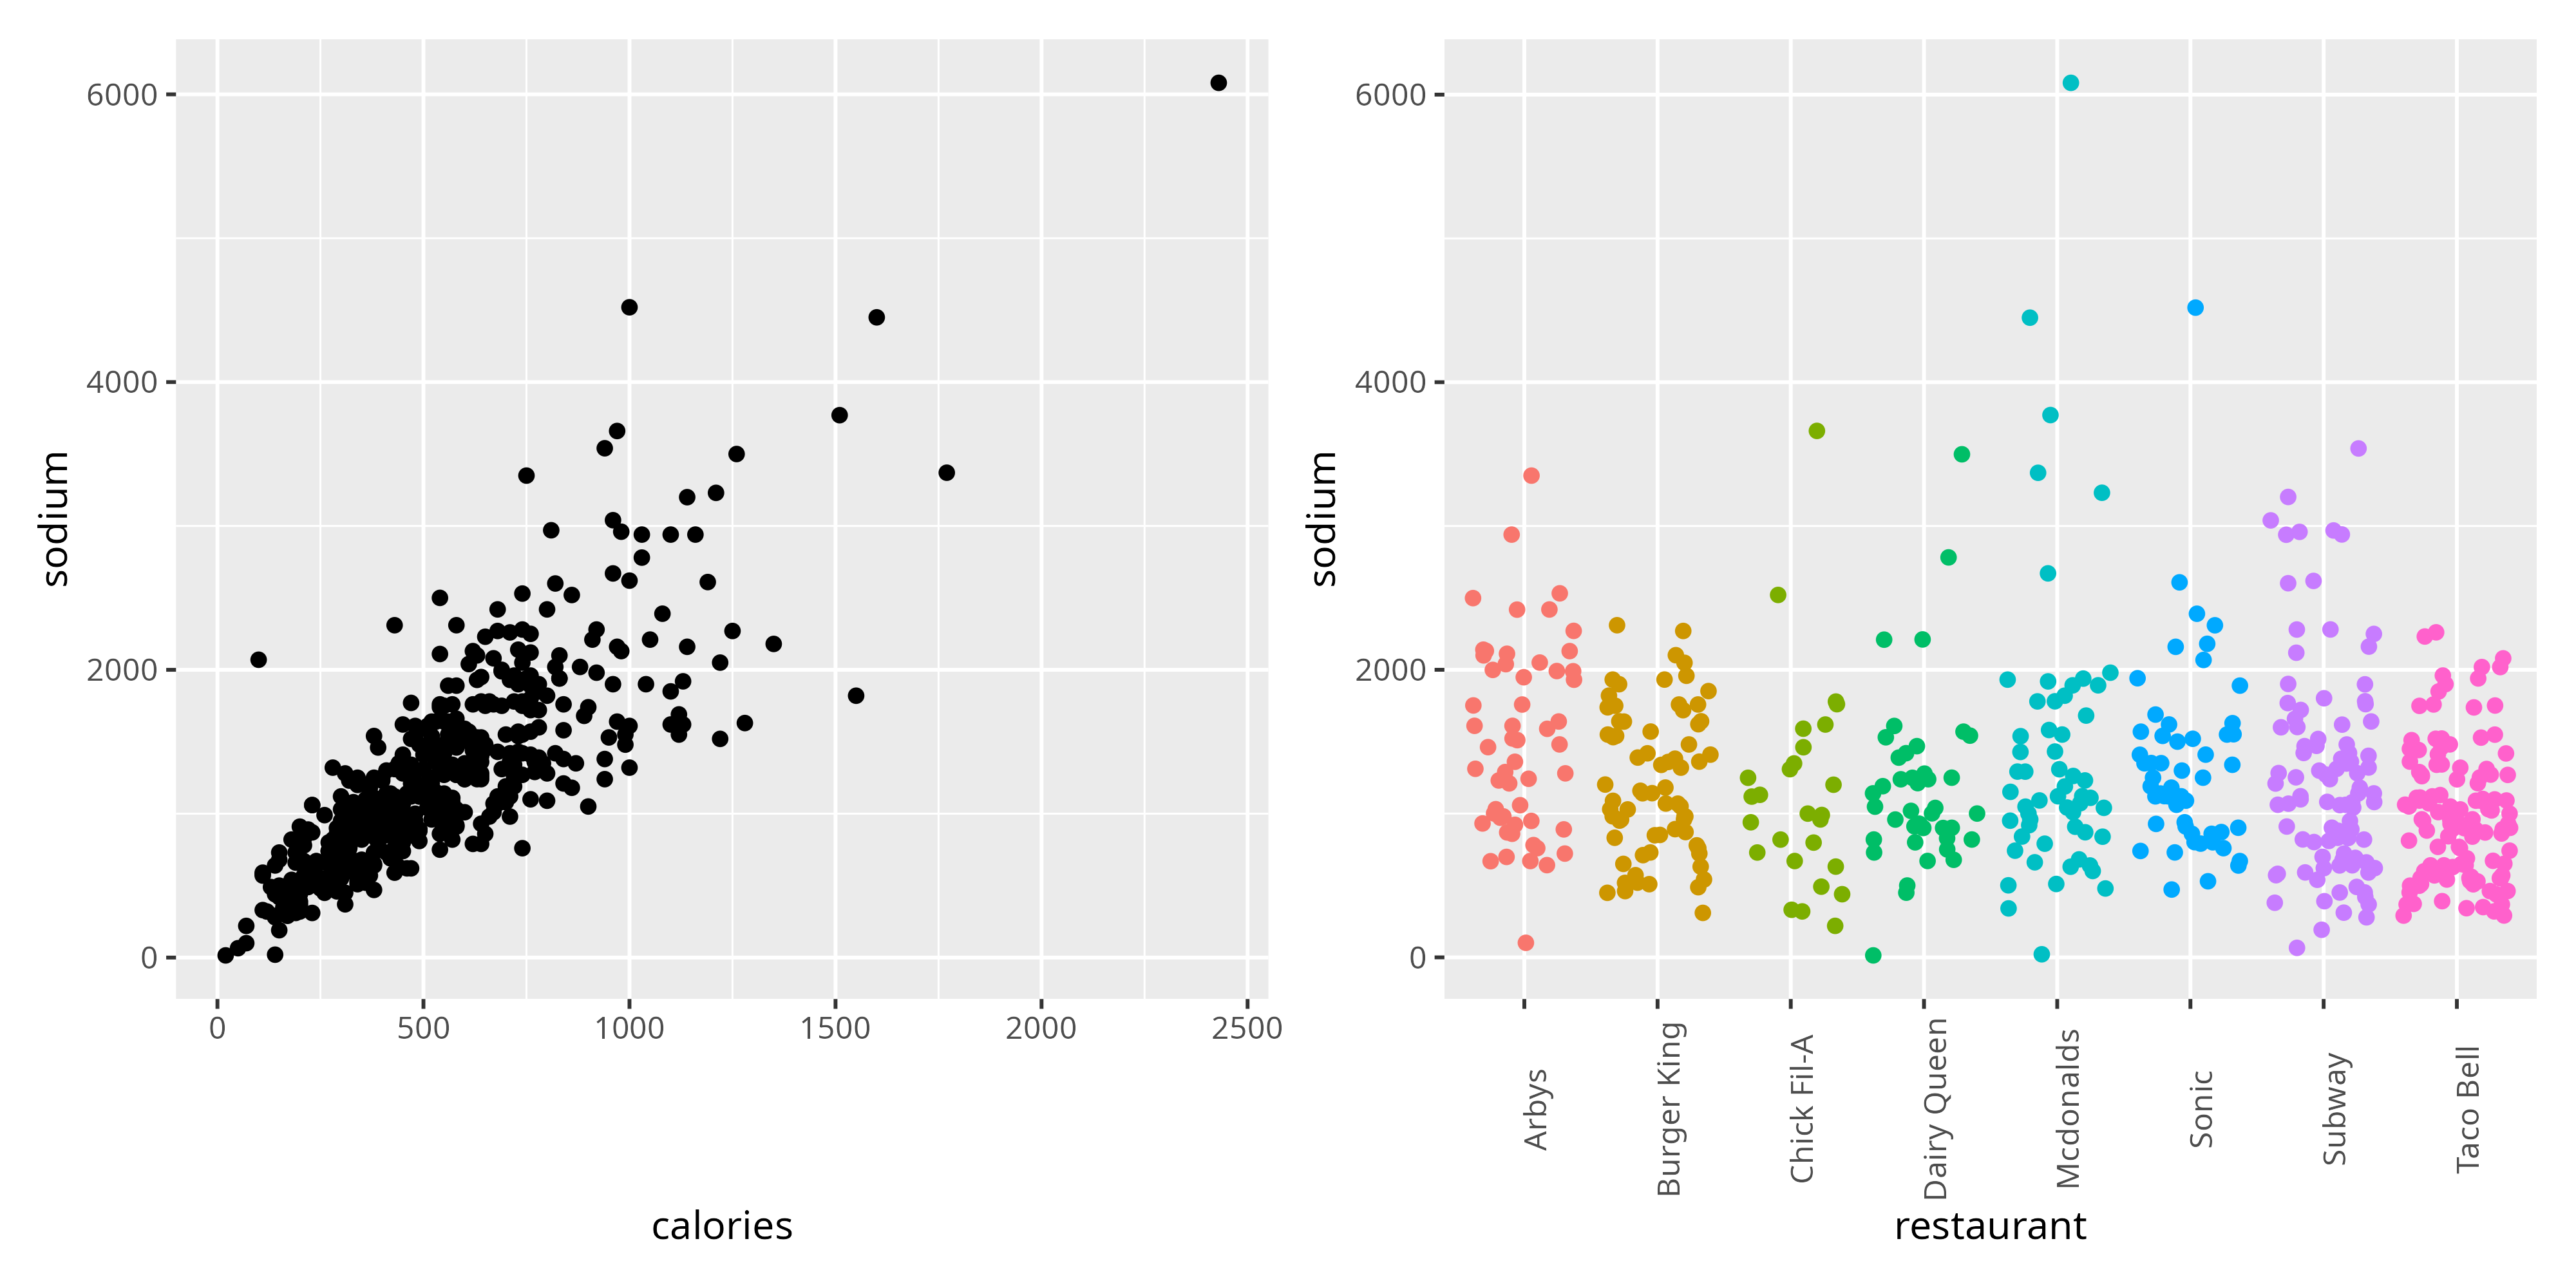 sodium
6000
4000
2000
0
0 500 1000 1500 2000 2500
calories
sodium
6000
4000
2000
0
Arbys
Burger King
Chick Fil-A
Dairy Queen
Mcdonalds
Sonic
Subway
Taco Bell
restaurant